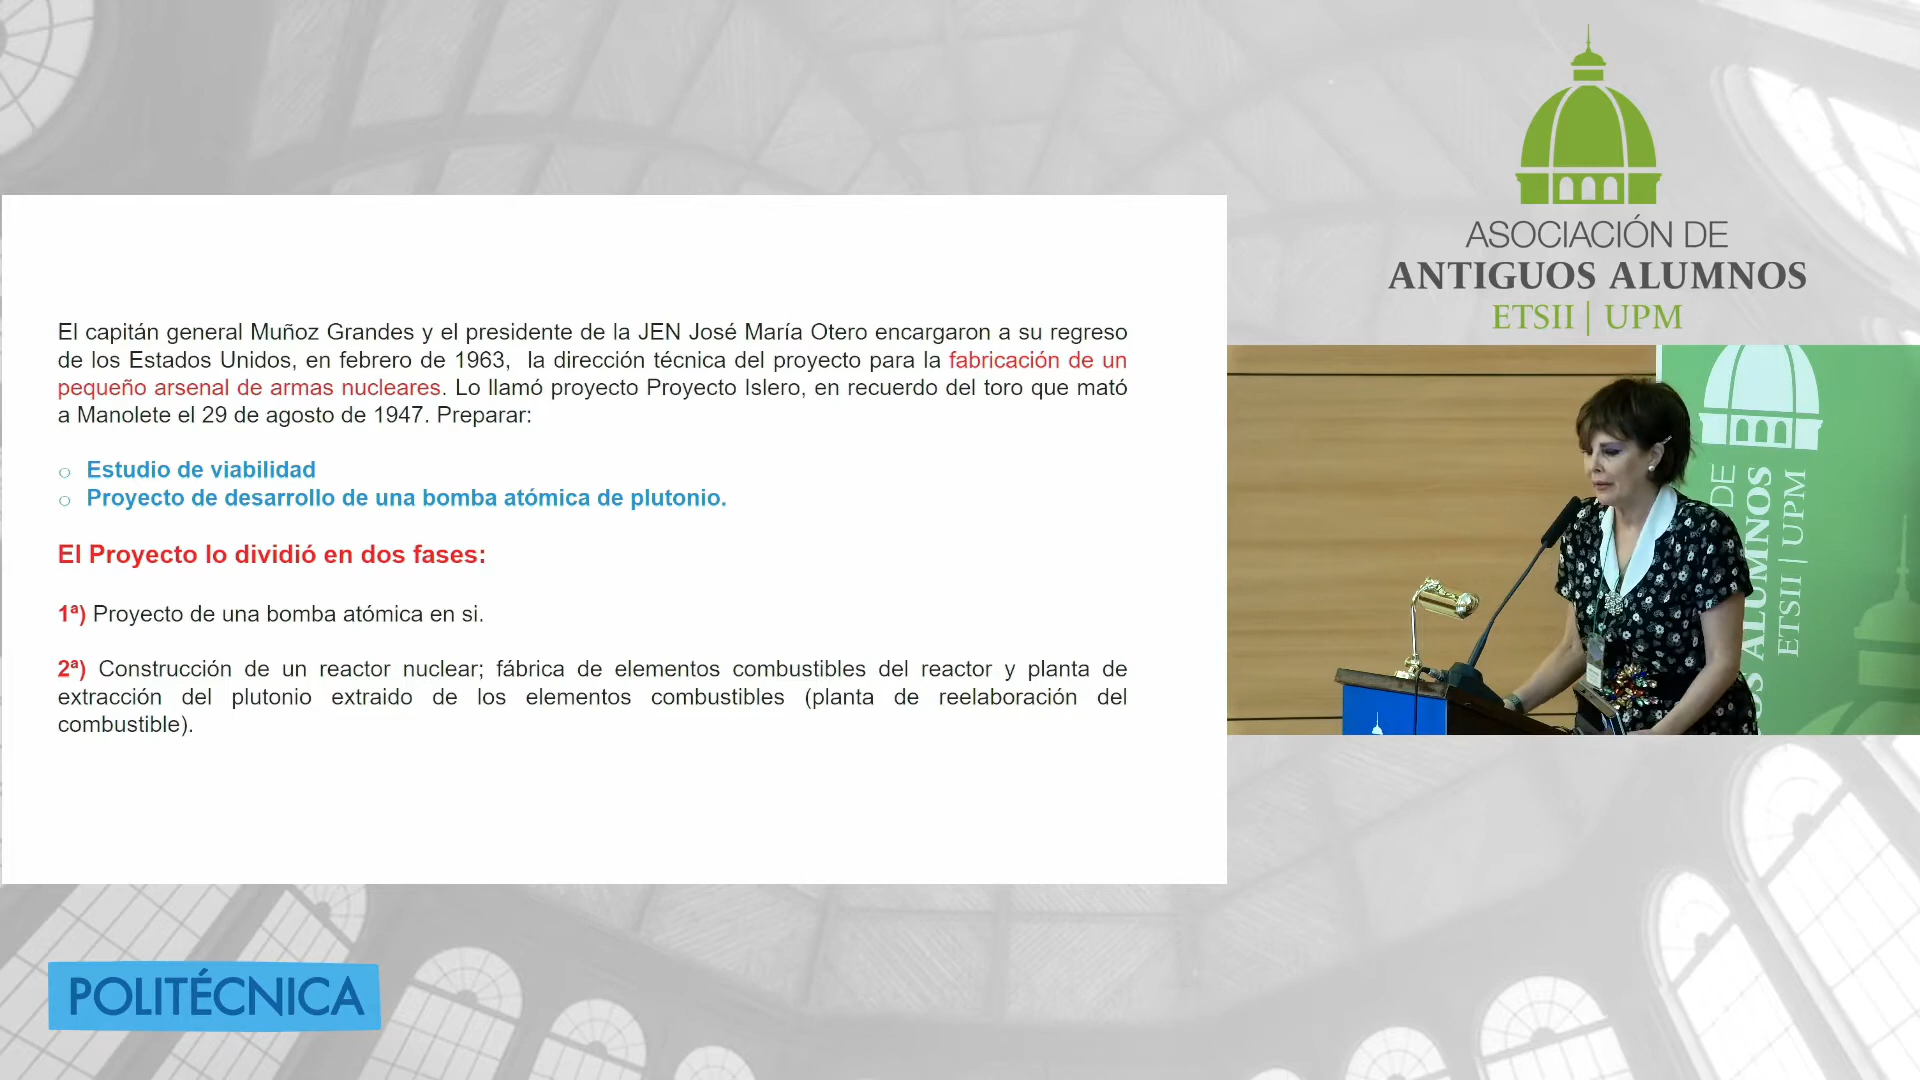 ASOCIACIÓN DE
ANTIGUOS ALUMNOS
ETSII | UPM
El capitán general Muñoz Grandes y el presidente de la JEN José María Otero encargaron a su regreso
de los Estados Unidos, en febrero de 1963, la dirección técnica del proyecto para la fabricación de un
pequeño arsenal de armas nucleares. Lo llamó proyecto Proyecto Islero, en recuerdo del toro que mató
a Manolete el 29 de agosto de 1947. Preparar:
o Estudio de viabilidad
o Proyecto de desarrollo de una bomba atómica de plutonio.
El Proyecto lo dividió en dos fases:
1ª) Proyecto de una bomba atómica en si.
2ª) Construcción de un reactor nuclear; fábrica de elementos combustibles del reactor y planta de
extracción del plutonio extraido de los elementos combustibles (planta de reelaboración del
combustible).
DE
OS ALUMNOS
ETSII | UPM
POLITÉCNICA